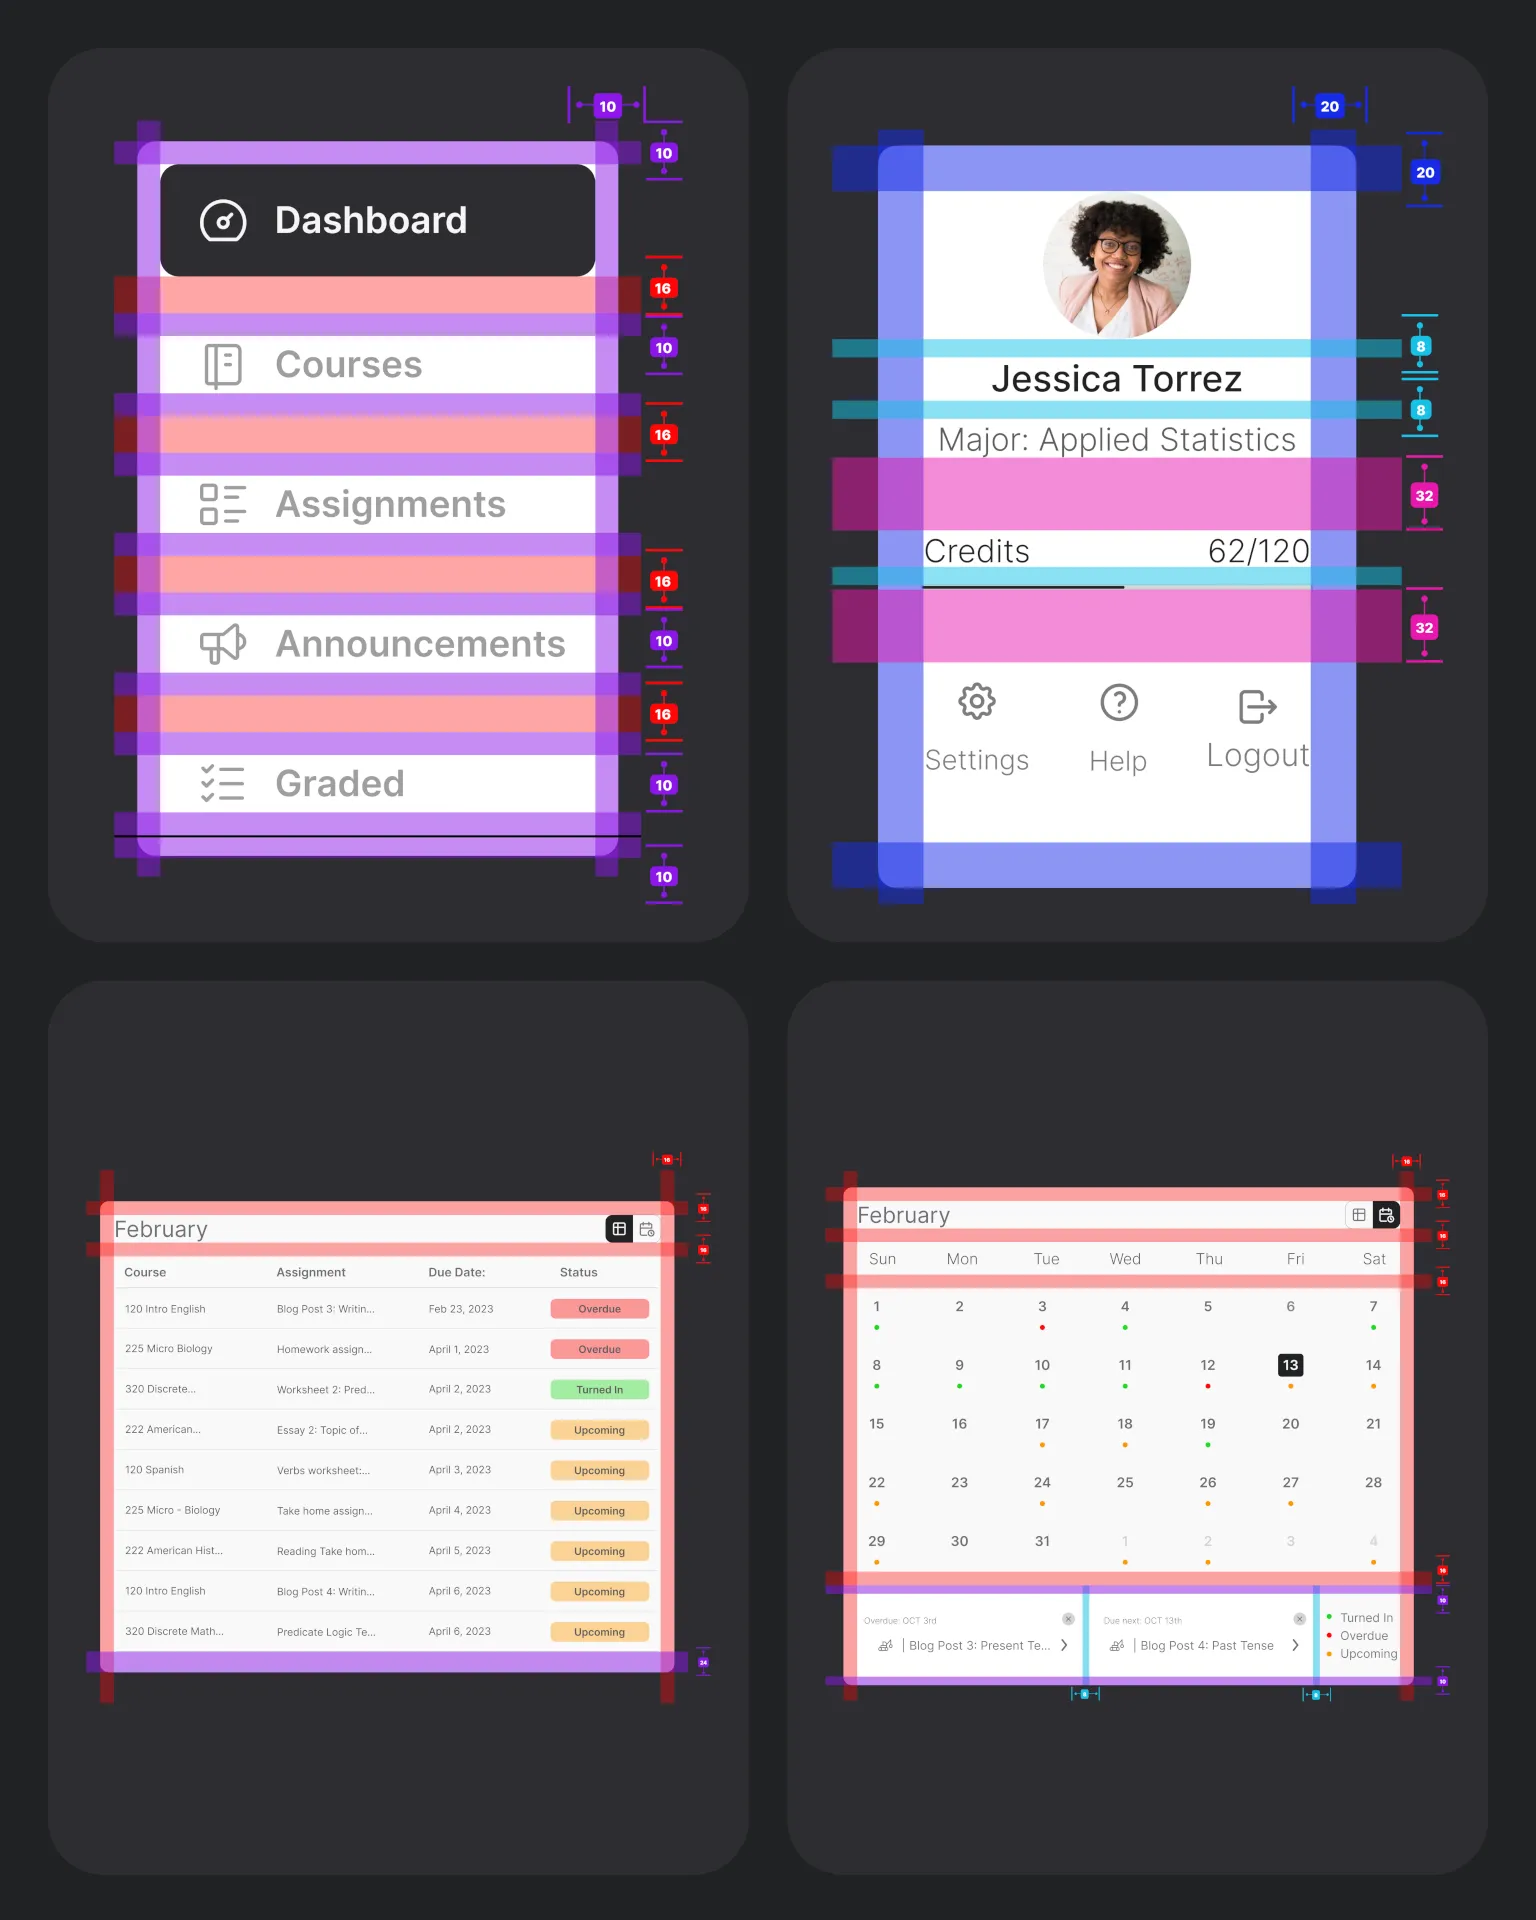 10
10
Dashboard
16
10
Courses
16
Assignments
16
10
Announcements
16
10
Graded
10
20
20
8
Jessica Torrez
8
Major: Applied Statistics
32
Credits 62/120
32
Settings Help Logout
16
16
February
16
Course Assignment Due Date: Status
120 Intro English Blog Post 3: Writin... Feb 23, 2023 Overdue
225 Micro Biology Homework assign... April 1, 2023 Overdue
320 Discrete... Worksheet 2: Pred... April 2, 2023 Turned In
222 American... Essay 2: Topic of... April 2, 2023 Upcoming
120 Spanish Verbs worksheet:... April 3, 2023 Upcoming
225 Micro - Biology Take home assign... April 4, 2023 Upcoming
222 American Hist... Reading Take hom... April 5, 2023 Upcoming
120 Intro English Blog Post 4: Writin... April 6, 2023 Upcoming
320 Discrete Math... Predicate Logic Te... April 6, 2023 Upcoming
24
16
16
February
16
Sun Mon Tue Wed Thu Fri Sat
16
1 2 3 4 5 6 7
8 9 10 11 12 13 14
15 16 17 18 19 20 21
22 23 24 25 26 27 28
29 30 31 1 2 3 4
16
10
Overdue: OCT 3rd
| Blog Post 3: Present Te...
Due next: OCT 13th
| Blog Post 4: Past Tense
Turned In
Overdue
Upcoming
10
8
8